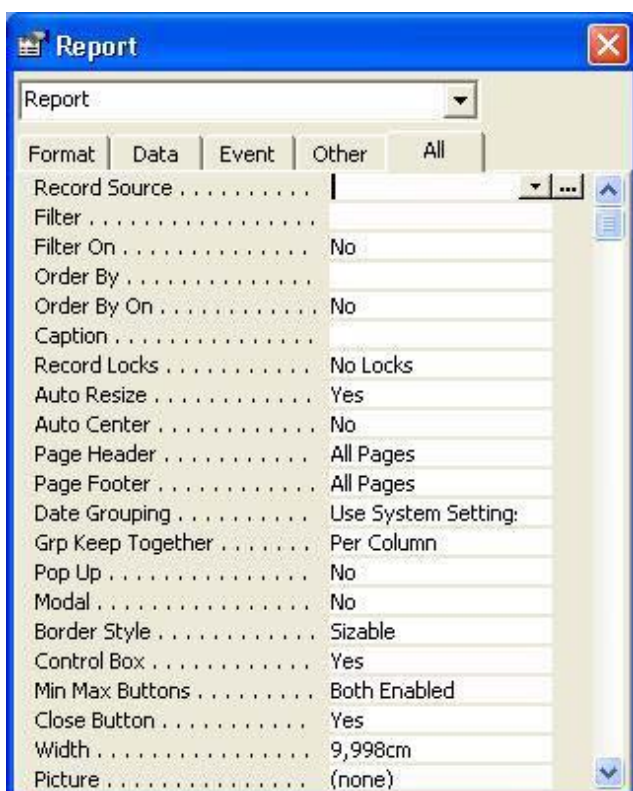 Report
Report
Format Data Event Other All
Record Source . . . . . . . . . .
Filter . . . . . . . . . . . . . . . . . .
Filter On . . . . . . . . . . . . . . . No
Order By . . . . . . . . . . . . . .
Order By On . . . . . . . . . . . . No
Caption . . . . . . . . . . . . . . . .
Record Locks . . . . . . . . . . . No Locks
Auto Resize . . . . . . . . . . . . Yes
Auto Center . . . . . . . . . . . . No
Page Header . . . . . . . . . . . All Pages
Page Footer . . . . . . . . . . . . All Pages
Date Grouping . . . . . . . . . . Use System Setting:
Grp Keep Together . . . . . . . Per Column
Pop Up . . . . . . . . . . . . . . . No
Modal . . . . . . . . . . . . . . . . No
Border Style . . . . . . . . . . . . Sizable
Control Box . . . . . . . . . . . . Yes
Min Max Buttons . . . . . . . . . Both Enabled
Close Button . . . . . . . . . . . Yes
Width . . . . . . . . . . . . . . . . 9,998cm
Picture . . . . . . . . . . . . . . . (none)